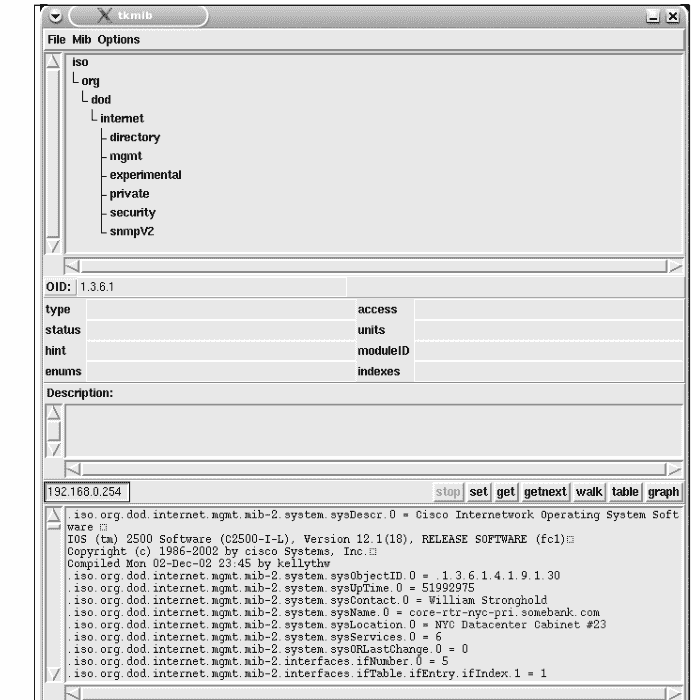 tkmib
File Mib Options
iso
org
dod
internet
directory
mgmt
experimental
private
security
snmpV2
OID: 1.3.6.1
type access
status units
hint moduleID
enums indexes
Description:
192.168.0.254 stop set get getnext walk table graph
.iso.org.dod.internet.mgmt.mib-2.system.sysDescr.0 = Cisco Internetwork Operating System Soft
ware
IOS (tm) 2500 Software (C2500-I-L), Version 12.1(18), RELEASE SOFTWARE (fc1)
Copyright (c) 1986-2002 by cisco Systems, Inc.
Compiled Mon 02-Dec-02 23:45 by kellythw
.iso.org.dod.internet.mgmt.mib-2.system.sysObjectID.0 = .1.3.6.1.4.1.9.1.30
.iso.org.dod.internet.mgmt.mib-2.system.sysUpTime.0 = 51992975
.iso.org.dod.internet.mgmt.mib-2.system.sysContact.0 = William Stronghold
.iso.org.dod.internet.mgmt.mib-2.system.sysName.0 = core-rtr-nyc-pri.somebank.com
.iso.org.dod.internet.mgmt.mib-2.system.sysLocation.0 = NYC Datacenter Cabinet #23
.iso.org.dod.internet.mgmt.mib-2.system.sysServices.0 = 6
.iso.org.dod.internet.mgmt.mib-2.system.sysORLastChange.0 = 0
.iso.org.dod.internet.mgmt.mib-2.interfaces.ifNumber.0 = 5
.iso.org.dod.internet.mgmt.mib-2.interfaces.ifTable.ifEntry.ifIndex.1 = 1